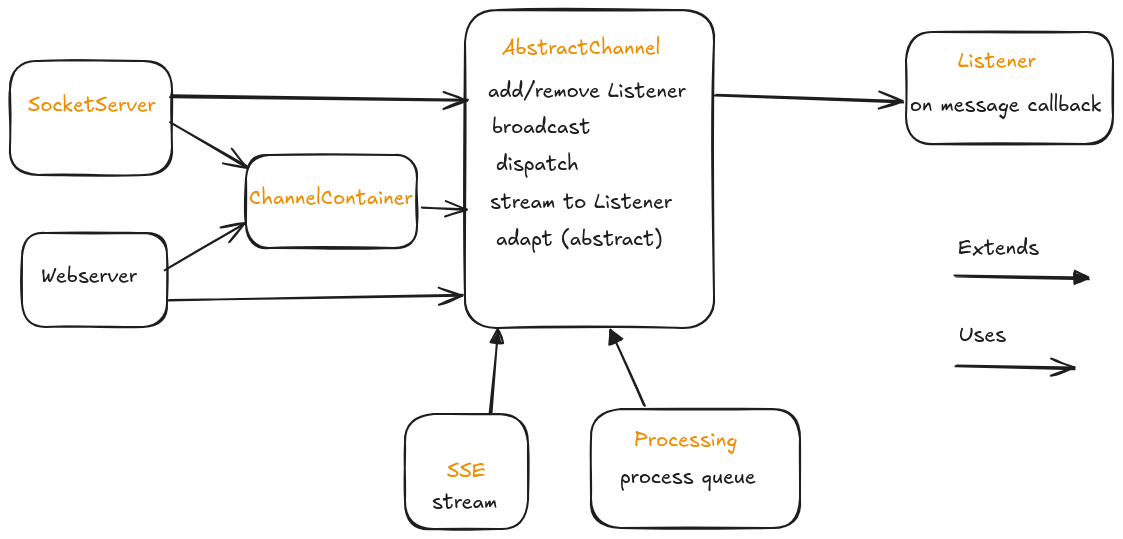 AbstractChannel
Listener
SocketServer
add/remove Listener
on message callback
broadcast
dispatch
ChannelContainer
stream to Listener
adapt (abstract)
Extends
Webserver
Uses
Processing
SSE
process queue
stream